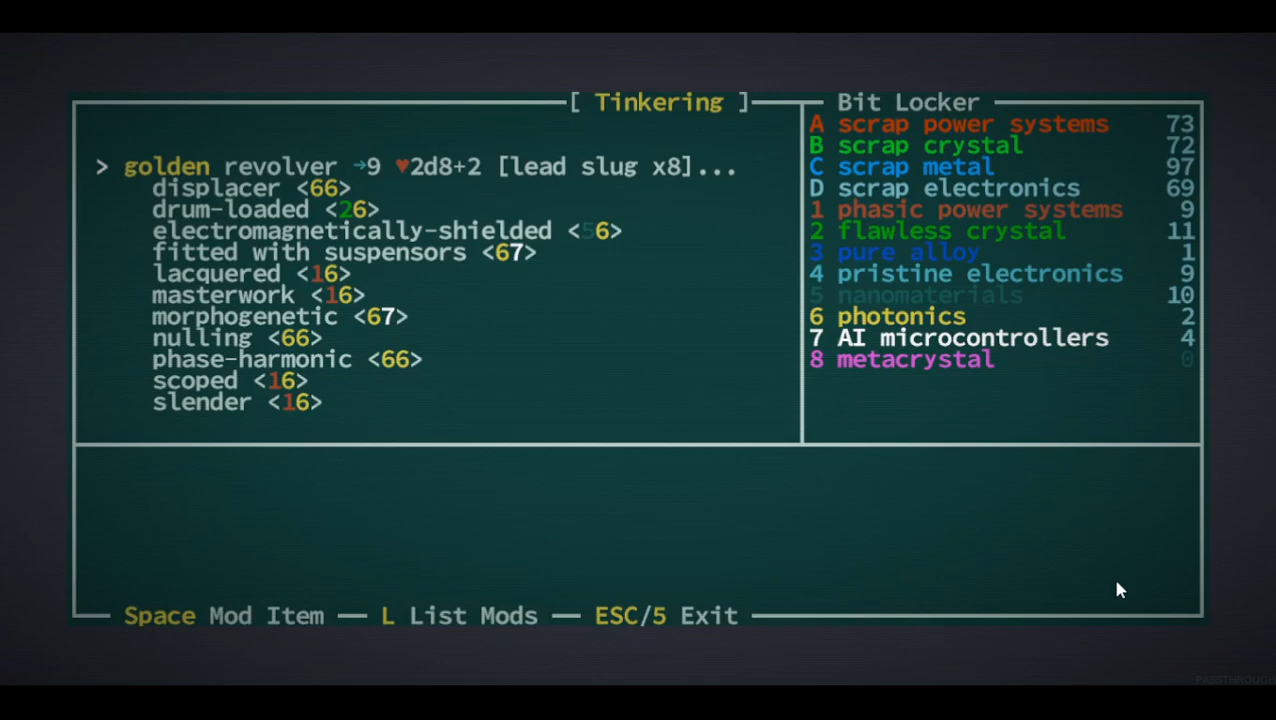 [ Tinkering ]
> golden revolver →9 ♥2d8+2 [lead slug x8]...
displacer <66>
drum-loaded <26>
electromagnetically-shielded <56>
fitted with suspensors <67>
lacquered <16>
masterwork <16>
morphogenetic <67>
nulling <66>
phase-harmonic <66>
scoped <16>
slender <16>
Bit Locker
A scrap power systems 73
B scrap crystal 72
C scrap metal 97
D scrap electronics 69
1 phasic power systems 9
2 flawless crystal 11
3 pure alloy 1
4 pristine electronics 9
5 nanomaterials 10
6 photonics 2
7 AI microcontrollers 4
8 metacrystal 0
Space Mod Item — L List Mods — ESC/5 Exit
PASSTHROUGH